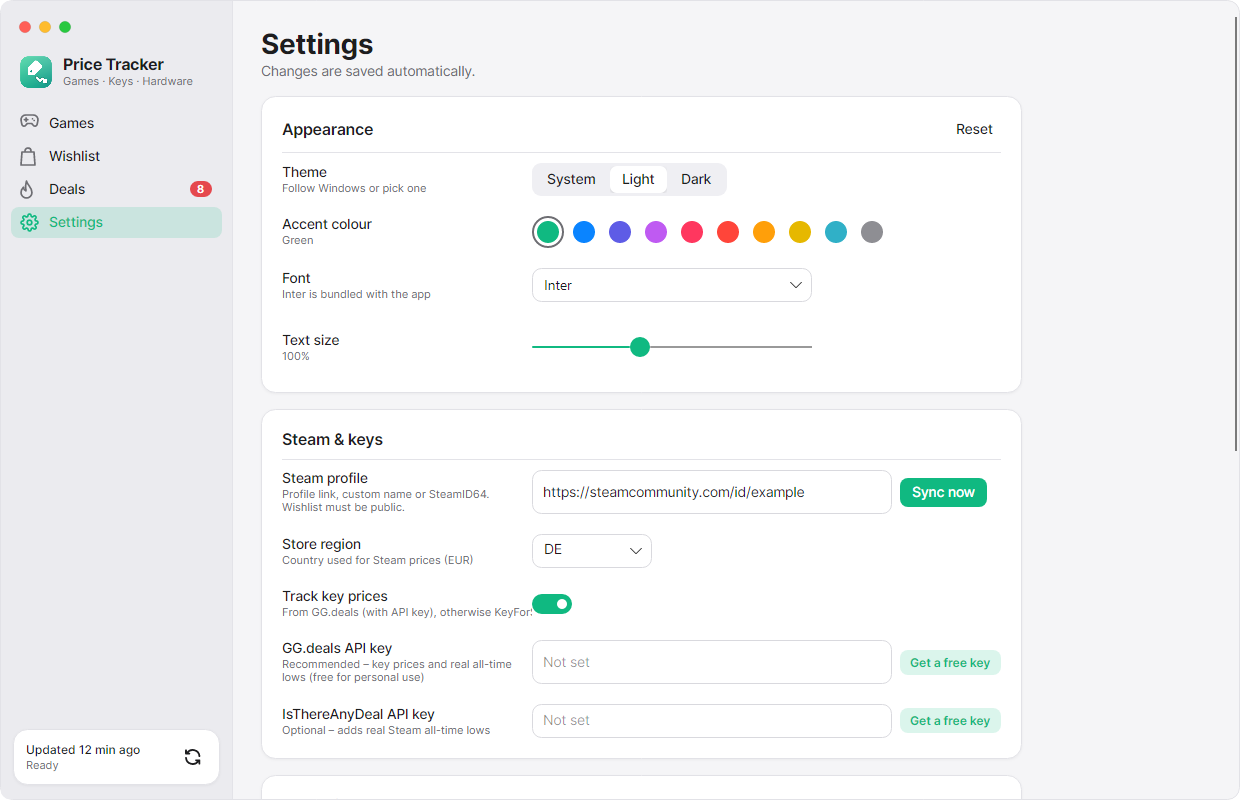 Price Tracker
Games · Keys · Hardware
Games
Wishlist
Deals
8
Settings
Updated 12 min ago
Ready
Settings
Changes are saved automatically.
Appearance
Reset
Theme
Follow Windows or pick one
System
Light
Dark
Accent colour
Green
Font
Inter is bundled with the app
Inter
Text size
100%
Steam & keys
Steam profile
Profile link, custom name or SteamID64.
Wishlist must be public.
https://steamcommunity.com/id/example
Sync now
Store region
Country used for Steam prices (EUR)
DE
Track key prices
From GG.deals (with API key), otherwise
GG.deals API key
Recommended – key prices and real all-time
lows (free for personal use)
Not set
Get a free key
IsThereAnyDeal API key
Optional – adds real Steam all-time lows
Not set
Get a free key